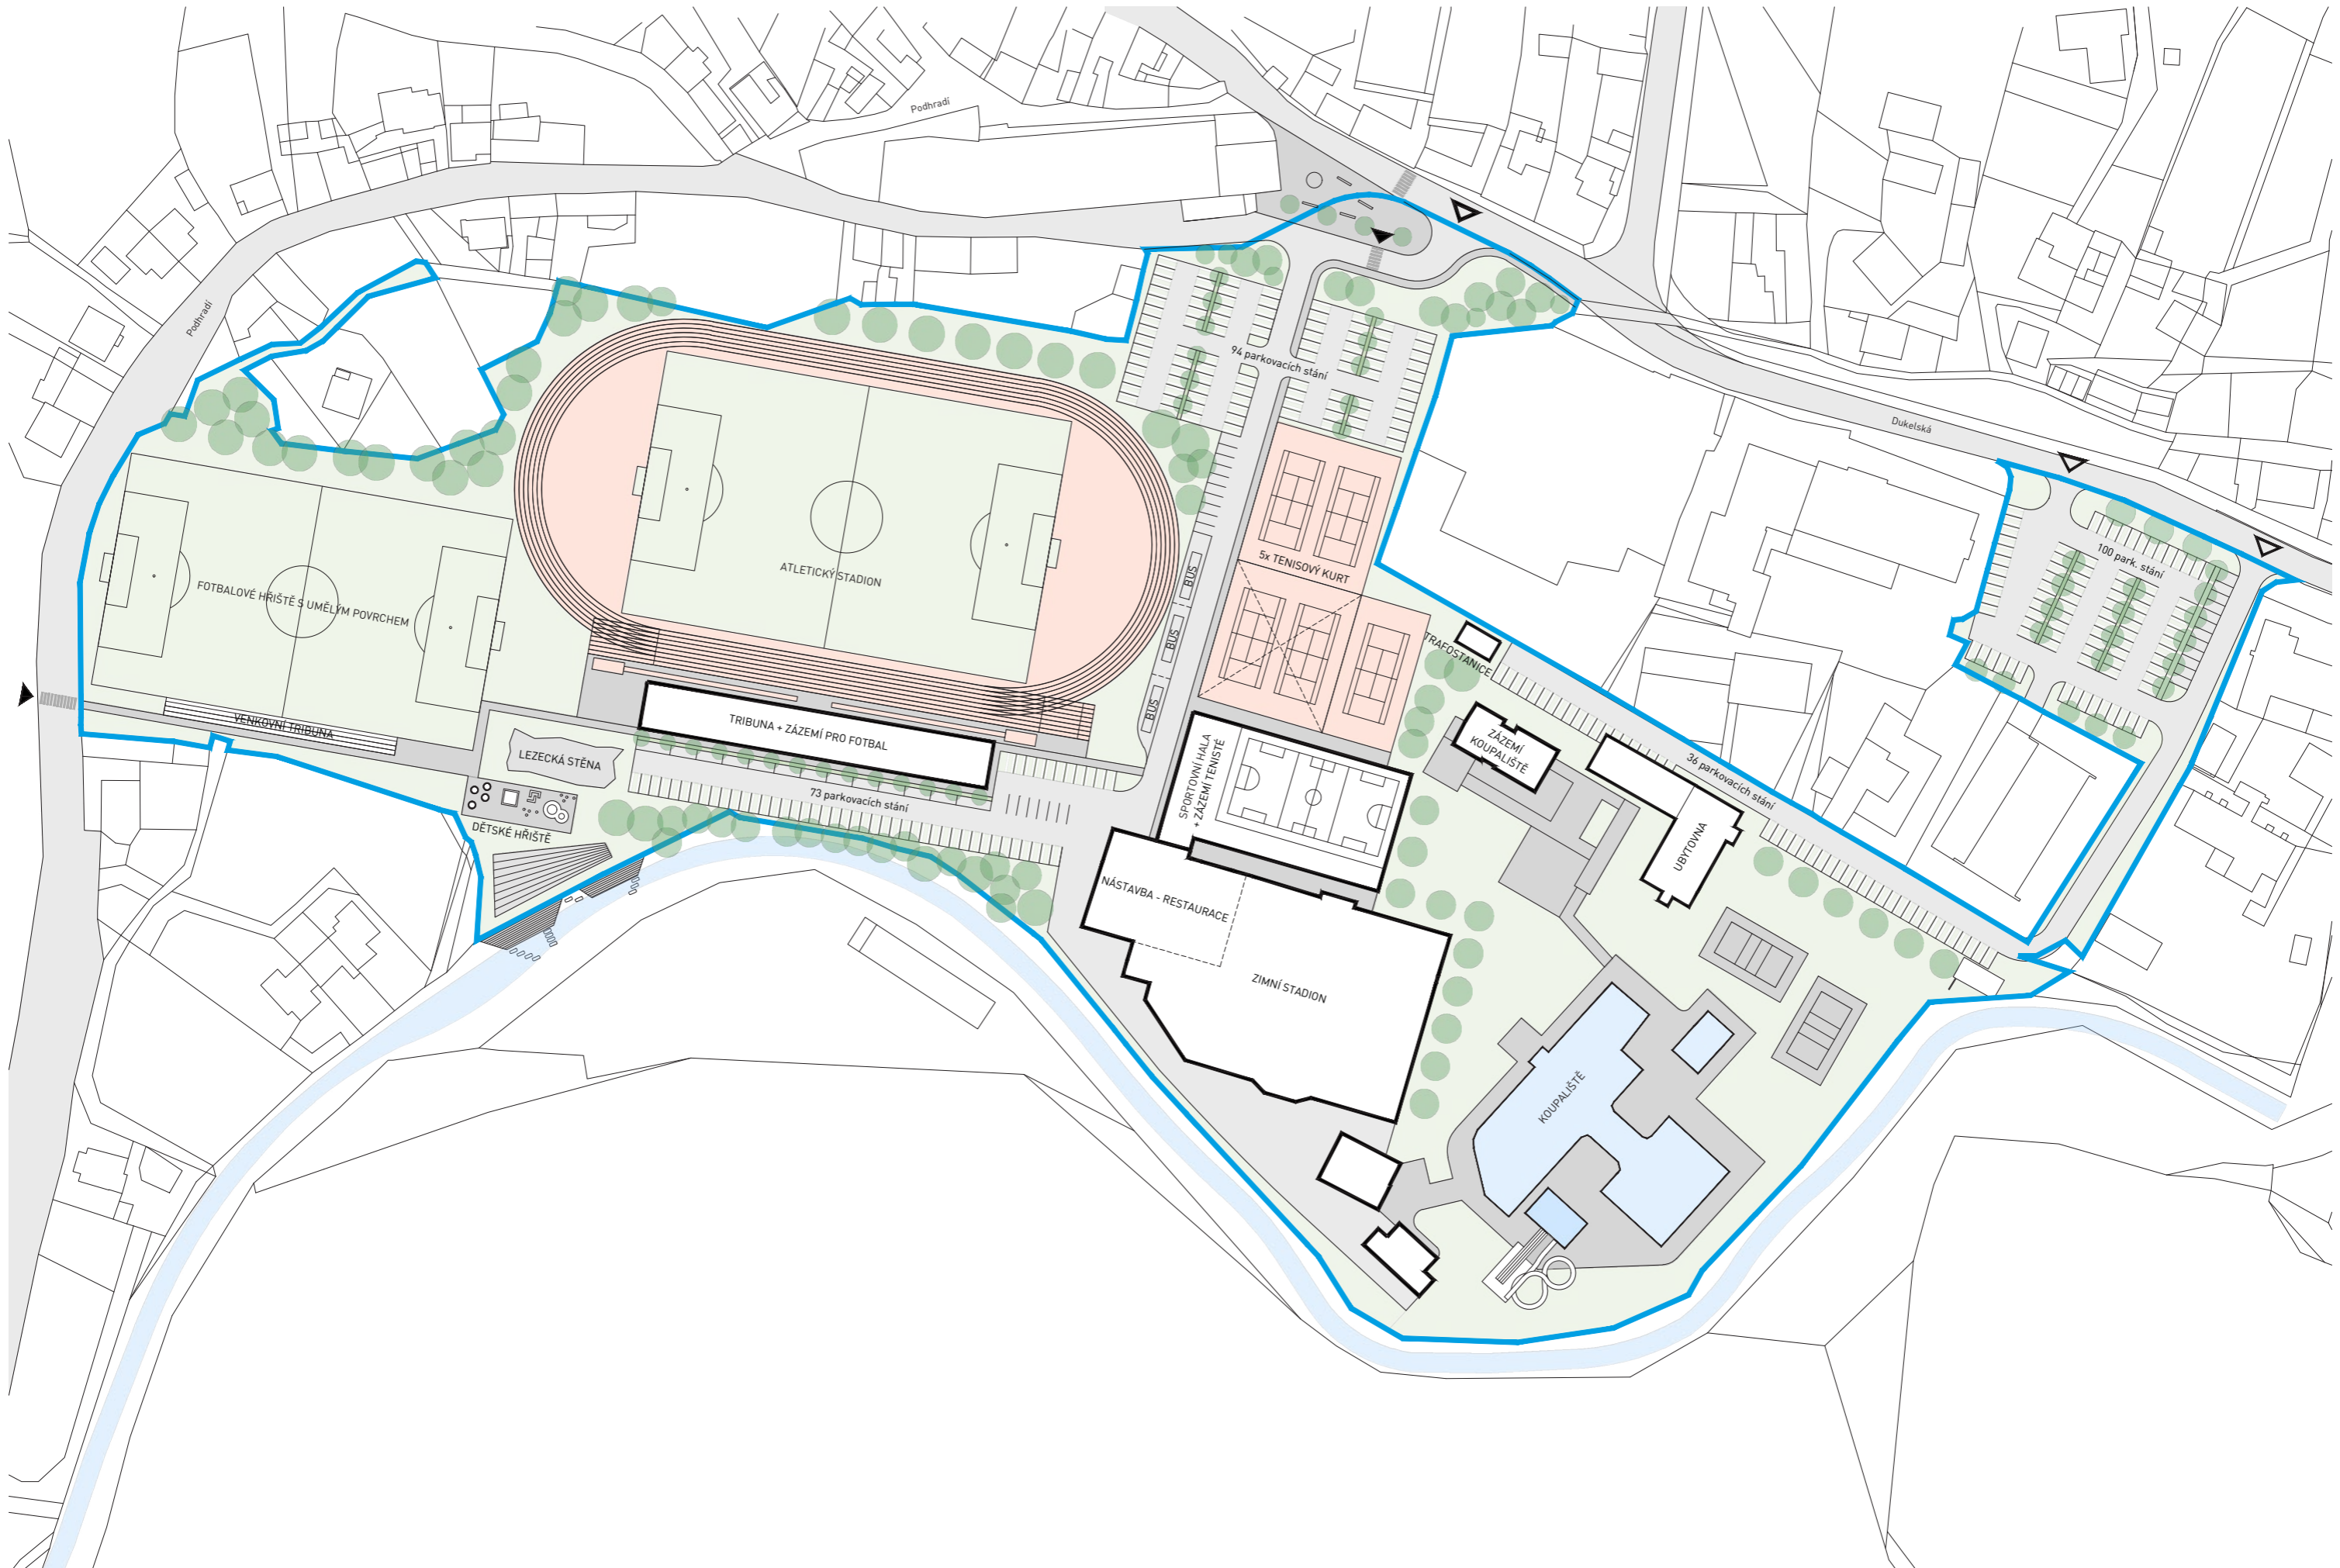 Podhradí
Podhradí
94 parkovacích stání
Dukelská
5x TENISOVÝ KURT
100 park. stání
ATLETICKÝ STADION
FOTBALOVÉ HŘIŠTĚ S UMĚLÝM POVRCHEM
BUS
BUS
BUS
TRAFOSTANICE
VENKOVNÍ TRIBUNA
TRIBUNA + ZÁZEMÍ PRO FOTBAL
LEZECKÁ STĚNA
73 parkovacích stání
DĚTSKÉ HŘIŠTĚ
SPORTOVNÍ HALA
+ ZÁZEMÍ TENISTÉ
ZÁZEMÍ
KOUPALIŠTĚ
36 parkovacích stání
UBYTOVNA
NÁSTAVBA - RESTAURACE
ZIMNÍ STADION
KOUPALIŠTĚ